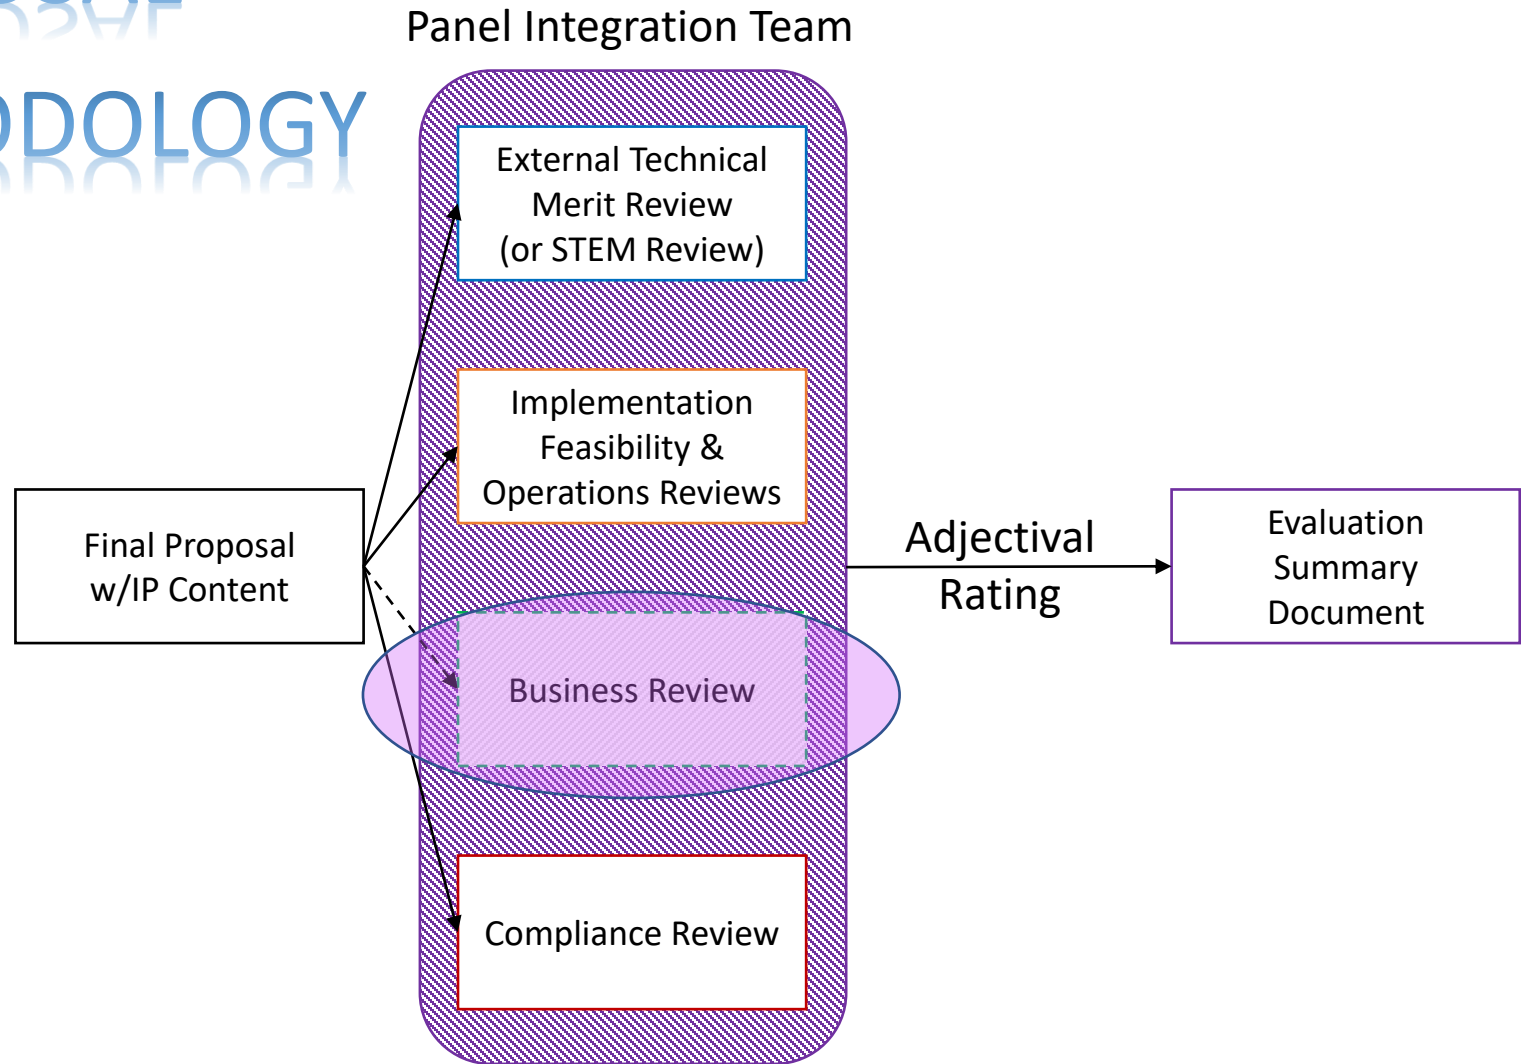 Panel Integration Team
External Technical
Merit Review
(or STEM Review)
Implementation
Feasibility &
Operations Reviews
Final Proposal
w/IP Content
Adjectival
Rating
Evaluation
Summary
Document
Business Review
Compliance Review